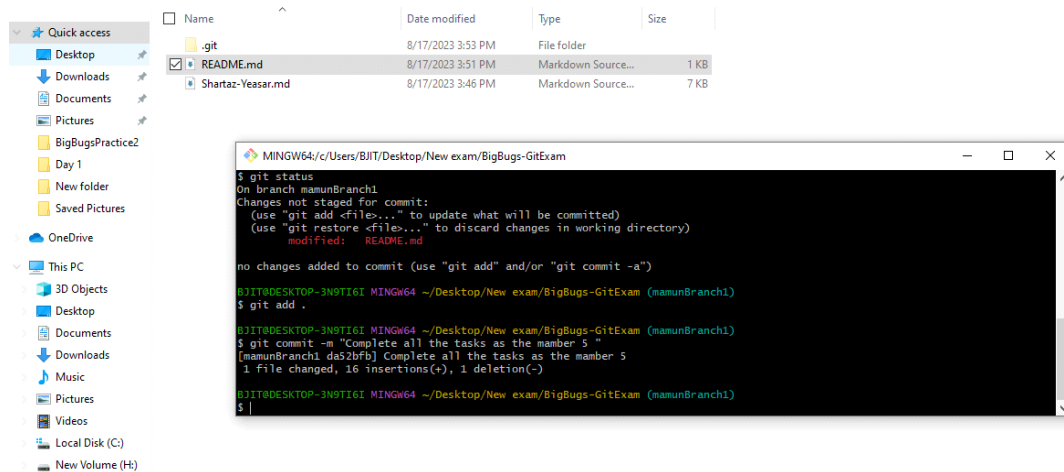 Name Date modified Type Size
Quick access
Desktop
Downloads
Documents
Pictures
BigBugsPractice2
Day 1
New folder
Saved Pictures
OneDrive
This PC
3D Objects
Desktop
Documents
Downloads
Music
Pictures
Videos
Local Disk (C:)
New Volume (H:)
.git 8/17/2023 3:53 PM File folder
README.md 8/17/2023 3:51 PM Markdown Source... 1 KB
Shartaz-Yeasar.md 8/17/2023 3:46 PM Markdown Source... 7 KB
MINGW64:/c/Users/BJIT/Desktop/New exam/BigBugs-GitExam
$ git status
On branch mamunBranch1
Changes not staged for commit:
(use "git add <file>..." to update what will be committed)
(use "git restore <file>..." to discard changes in working directory)
modified: README.md
no changes added to commit (use "git add" and/or "git commit -a")
BJIT@DESKTOP-3N9TI6I MINGW64 ~/Desktop/New exam/BigBugs-GitExam (mamunBranch1)
$ git add .
BJIT@DESKTOP-3N9TI6I MINGW64 ~/Desktop/New exam/BigBugs-GitExam (mamunBranch1)
$ git commit -m "Complete all the tasks as the mamber 5 "
[mamunBranch1 da52bfb] Complete all the tasks as the mamber 5
1 file changed, 16 insertions(+), 1 deletion(-)
BJIT@DESKTOP-3N9TI6I MINGW64 ~/Desktop/New exam/BigBugs-GitExam (mamunBranch1)
$